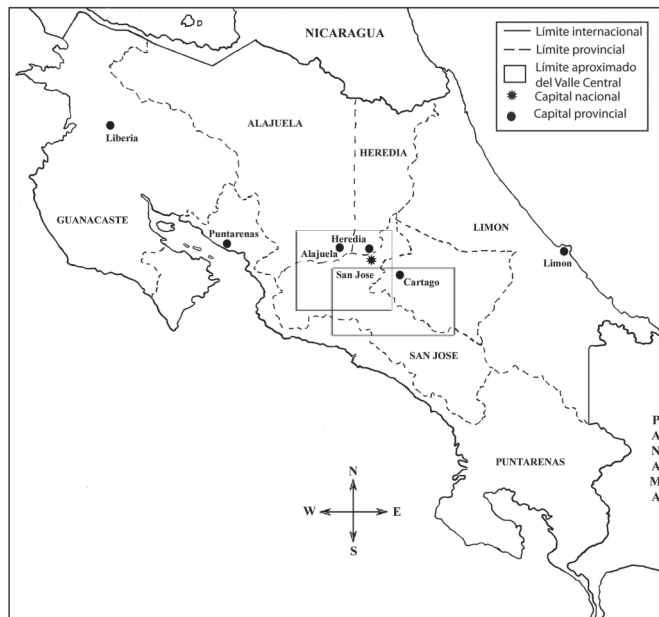 NICARAGUA
Límite internacional
Límite provincial
Límite aproximado
del Valle Central
Capital nacional
Capital provincial
Liberia
ALAJUELA
HEREDIA
GUANACASTE
Puntarenas
LIMON
Heredia
Alajuela
Limon
San Jose
Cartago
SAN JOSE
PUNTARENAS
PANAMA
N
W E
S